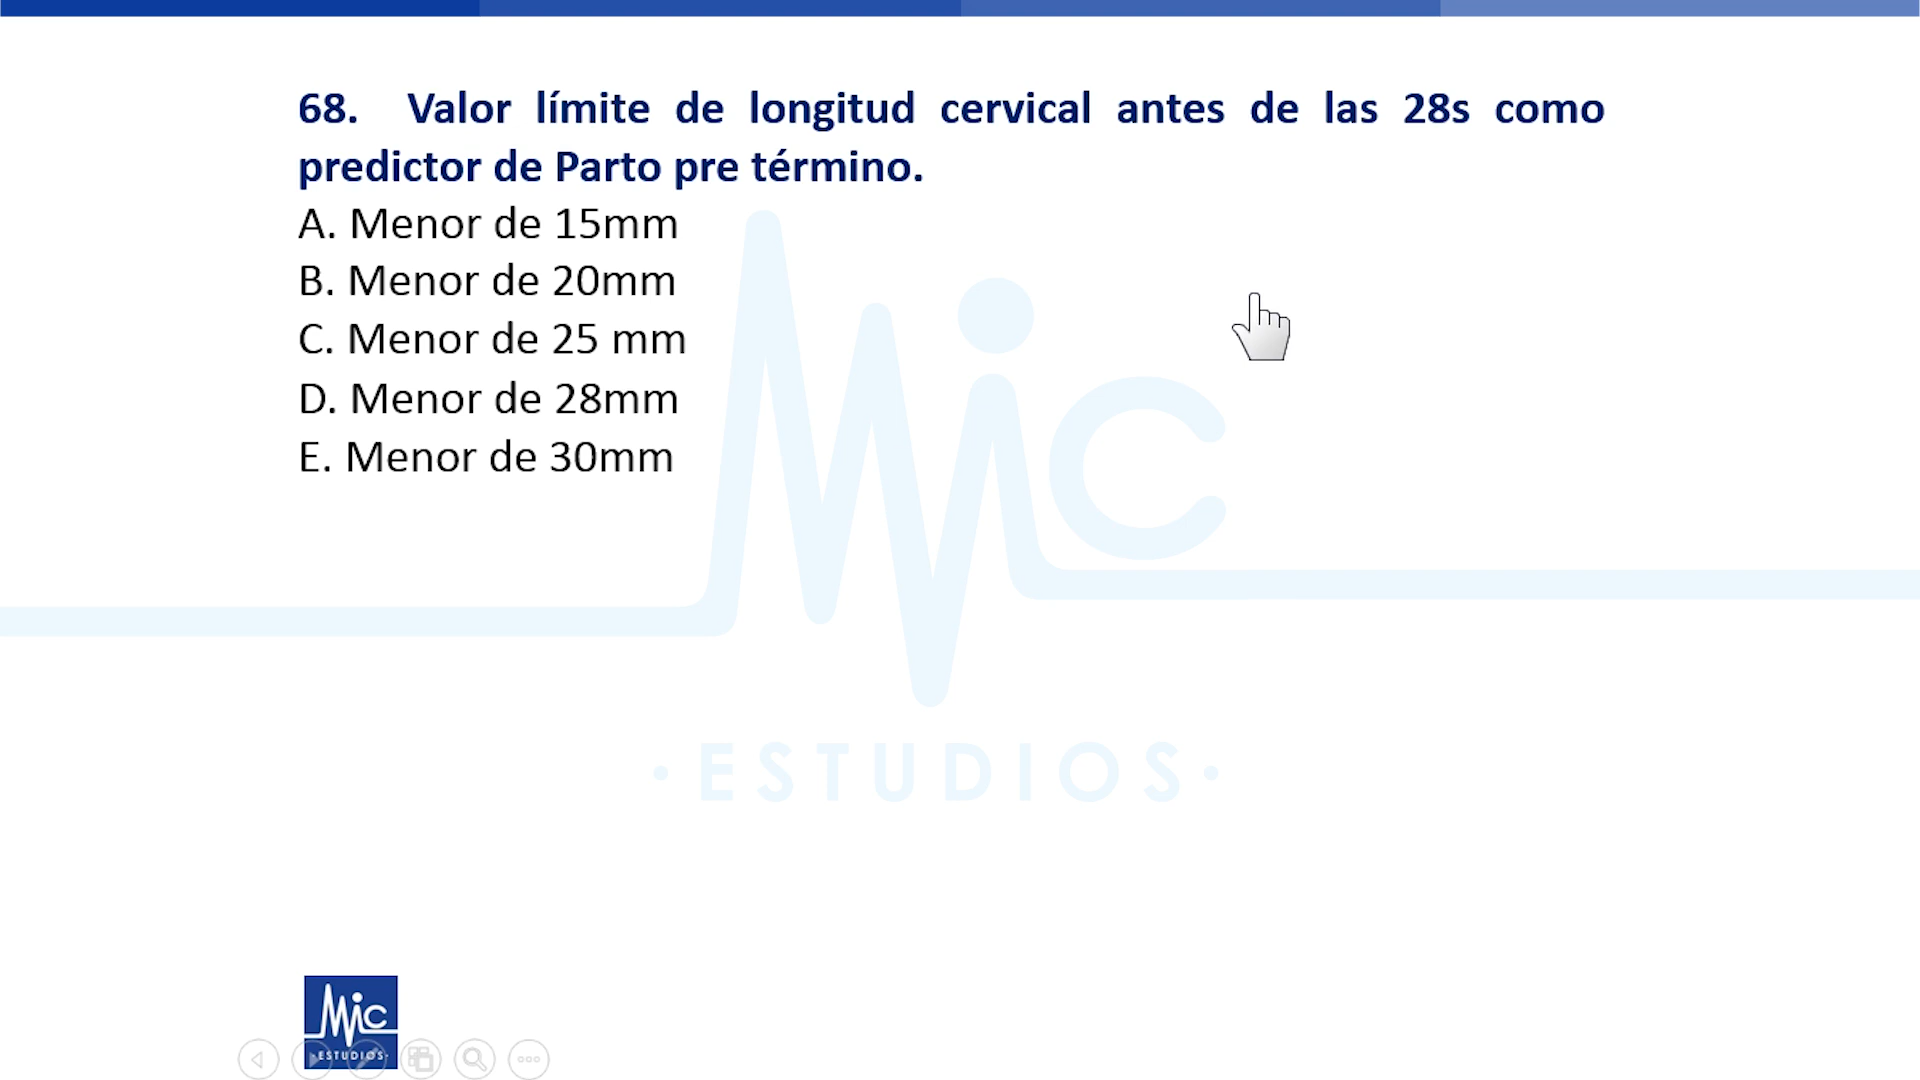 68. Valor límite de longitud cervical antes de las 28s como
predictor de Parto pre término.
A. Menor de 15mm
B. Menor de 20mm
C. Menor de 25 mm
D. Menor de 28mm
E. Menor de 30mm
Mic
·ESTUDIOS·
Mic
·ESTUDIOS·